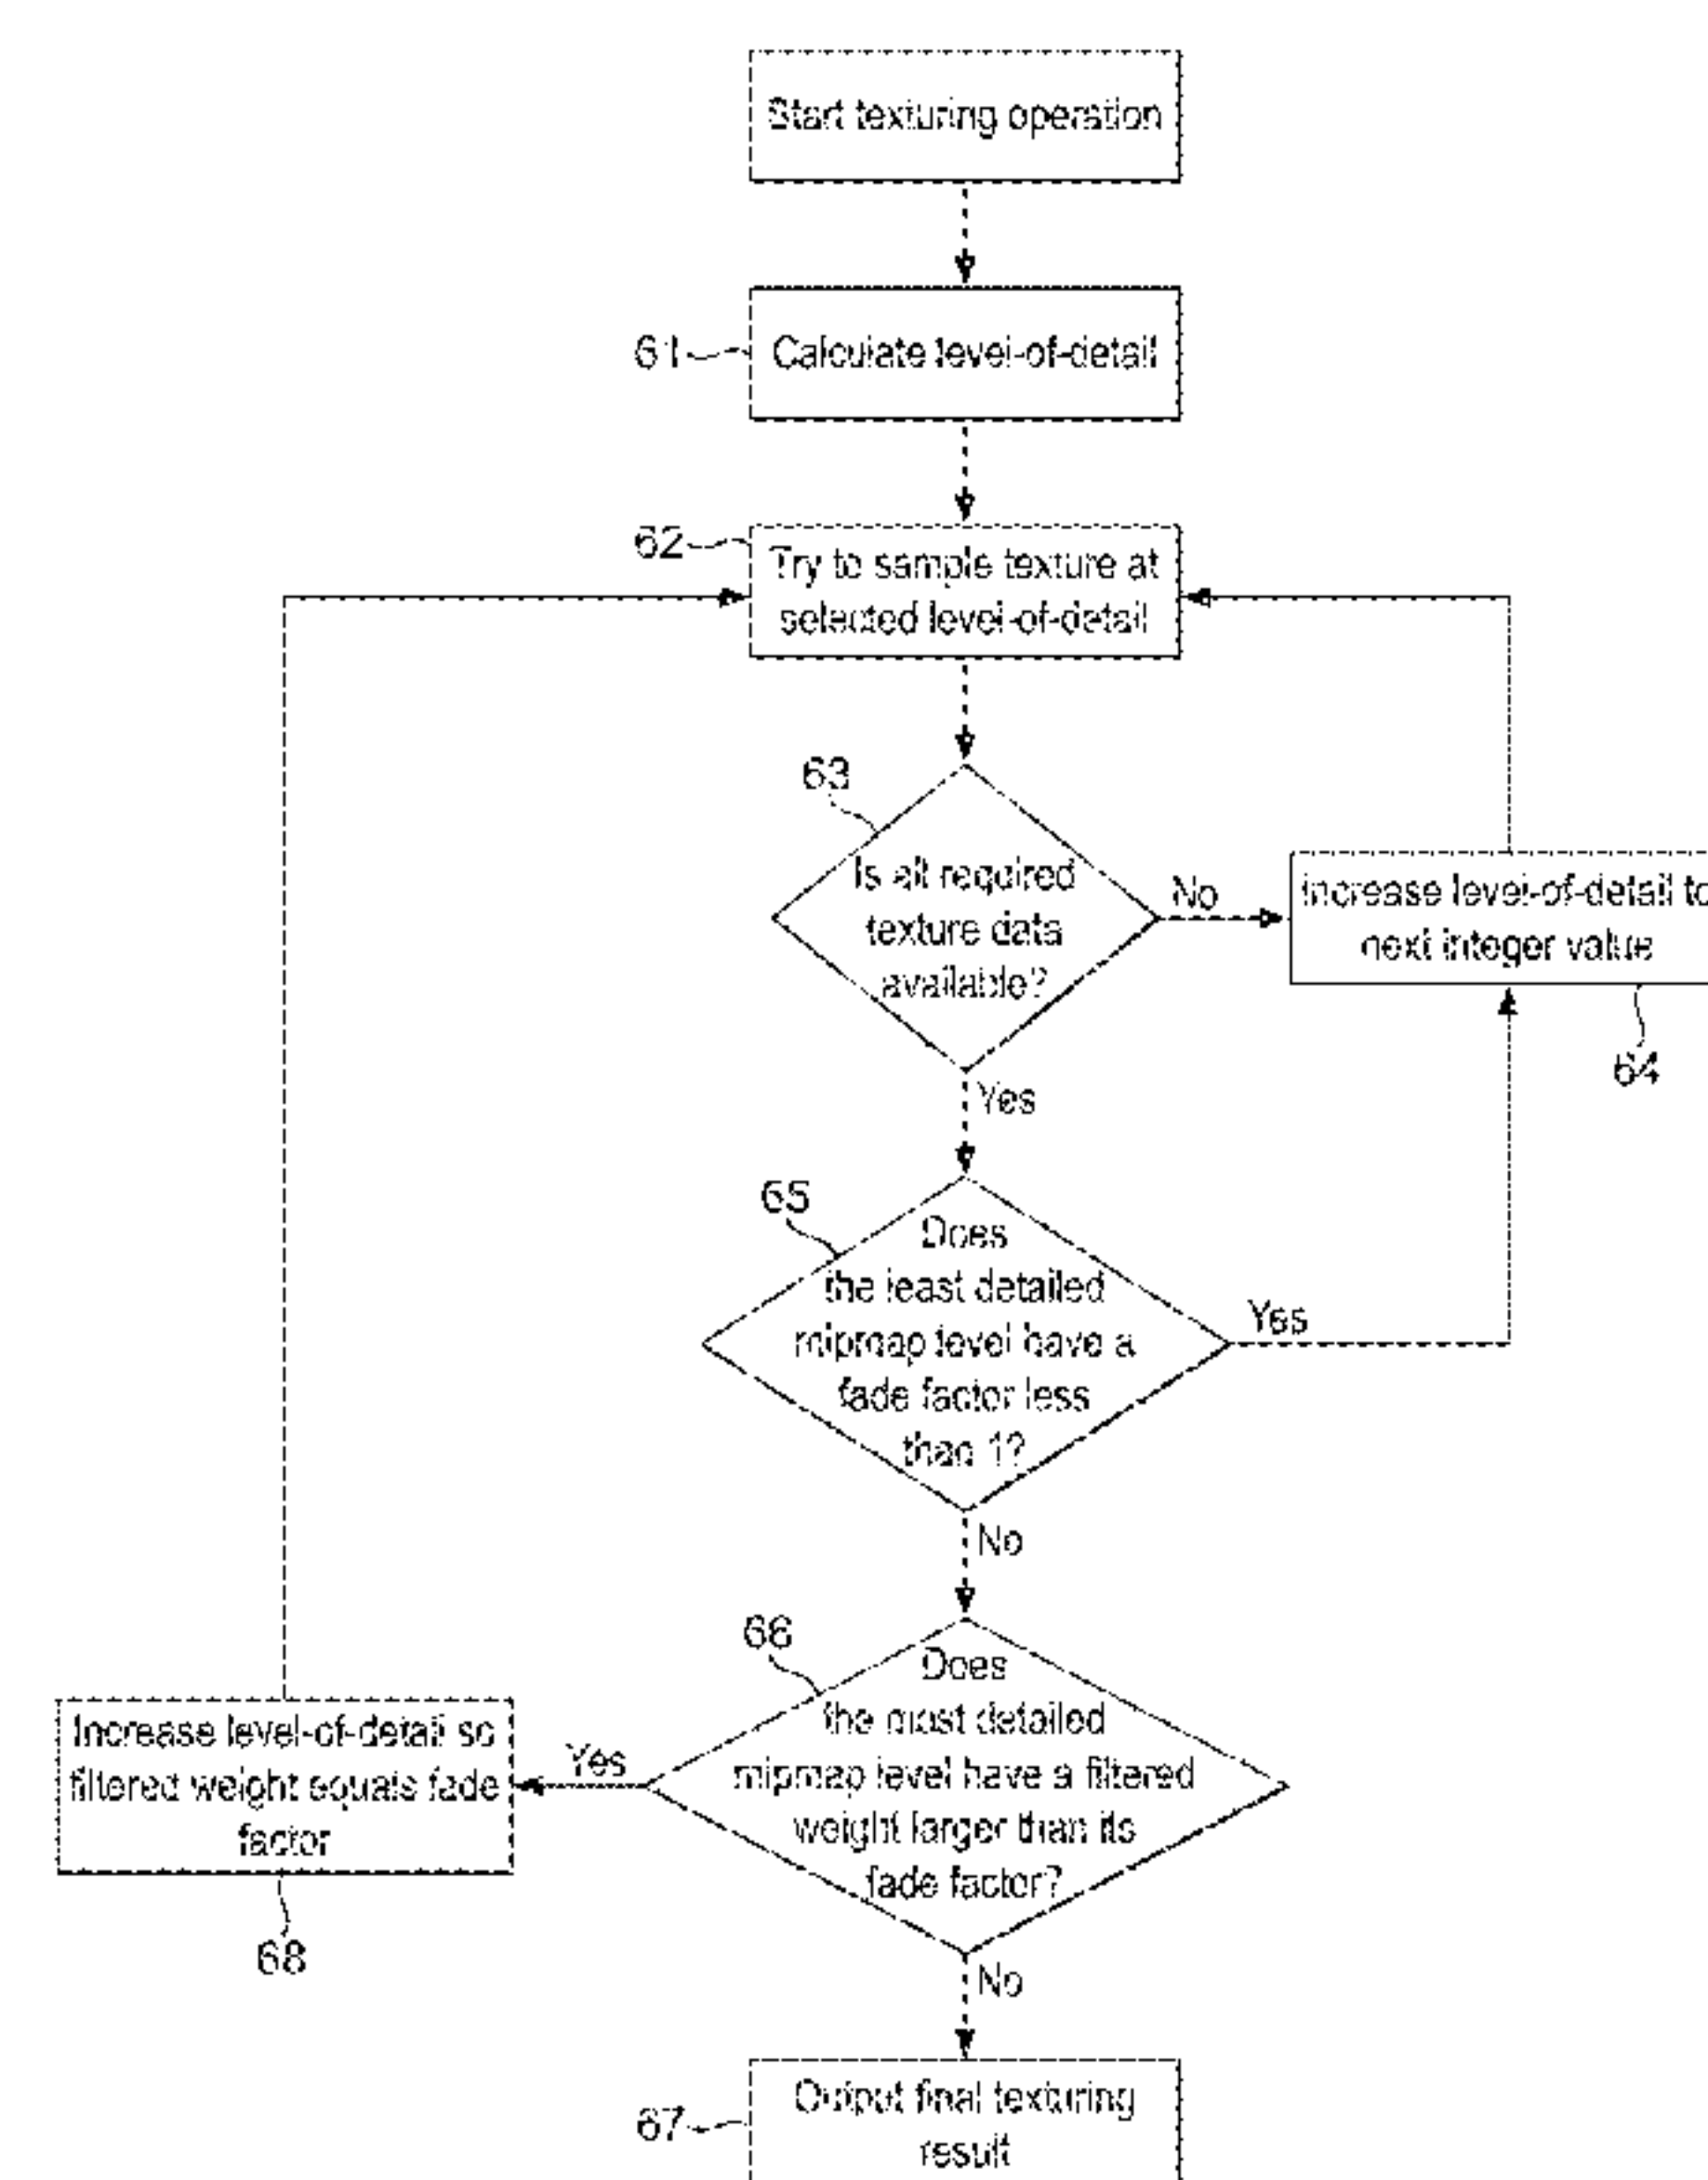 Start texturing operation
61
Calculate level-of-detail
62
Try to sample texture at
selected level-of-detail
63
Is all required
texture data
available?
No
increase level-of-detail to
next integer value
64
Yes
65
Does
the least detailed
mipmap level have a
fade factor less
than 1?
Yes
No
66
Does
the most detailed
mipmap level have a filtered
weight larger than its
fade factor?
Yes
Increase level-of-detail so
filtered weight equals fade
factor
68
No
67
Output final texturing
result